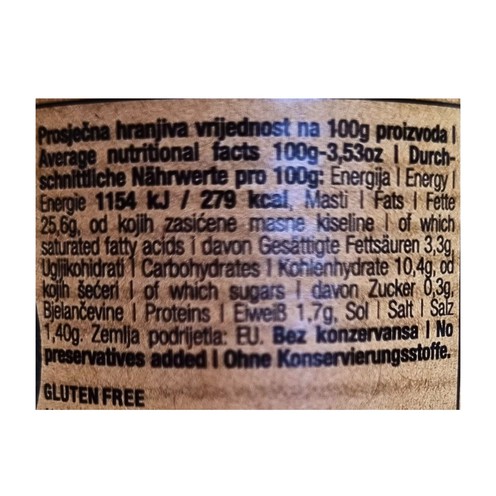 Prosječna hranjiva vrijednost na 100g proizvoda |
Average nutritional facts 100g-3,53oz | Durch-
schnittliche Nährwerte pro 100g: Energija | Energy |
Energie 1154 kJ / 279 kcal, Masti | Fats | Fette
25,6g, od kojih zasićene masne kiseline | of which
saturated fatty acids | davon Gesättigte Fettsäuren 3,3g,
Ugljikohidrati | Carbohydrates | Kohlenhydrate 10,4g, od
kojih šećeri | of which sugars | davon Zucker 0,3g,
Bjelančevine | Proteins | Eiweiß 1,7g, Sol | Salt | Salz
1,40g. Zemlja podrijetla: EU. Bez konzervansa | No
preservatives added | Ohne Konservierungsstoffe.
GLUTEN FREE